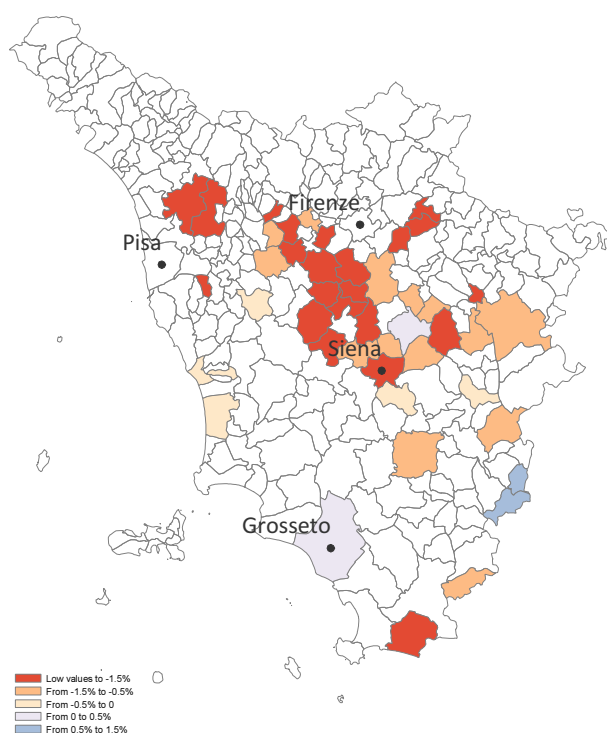 Firenze
Pisa
Siena
Grosseto
Low values to -1.5%
From -1.5% to -0.5%
From -0.5% to 0
From 0 to 0.5%
From 0.5% to 1.5%